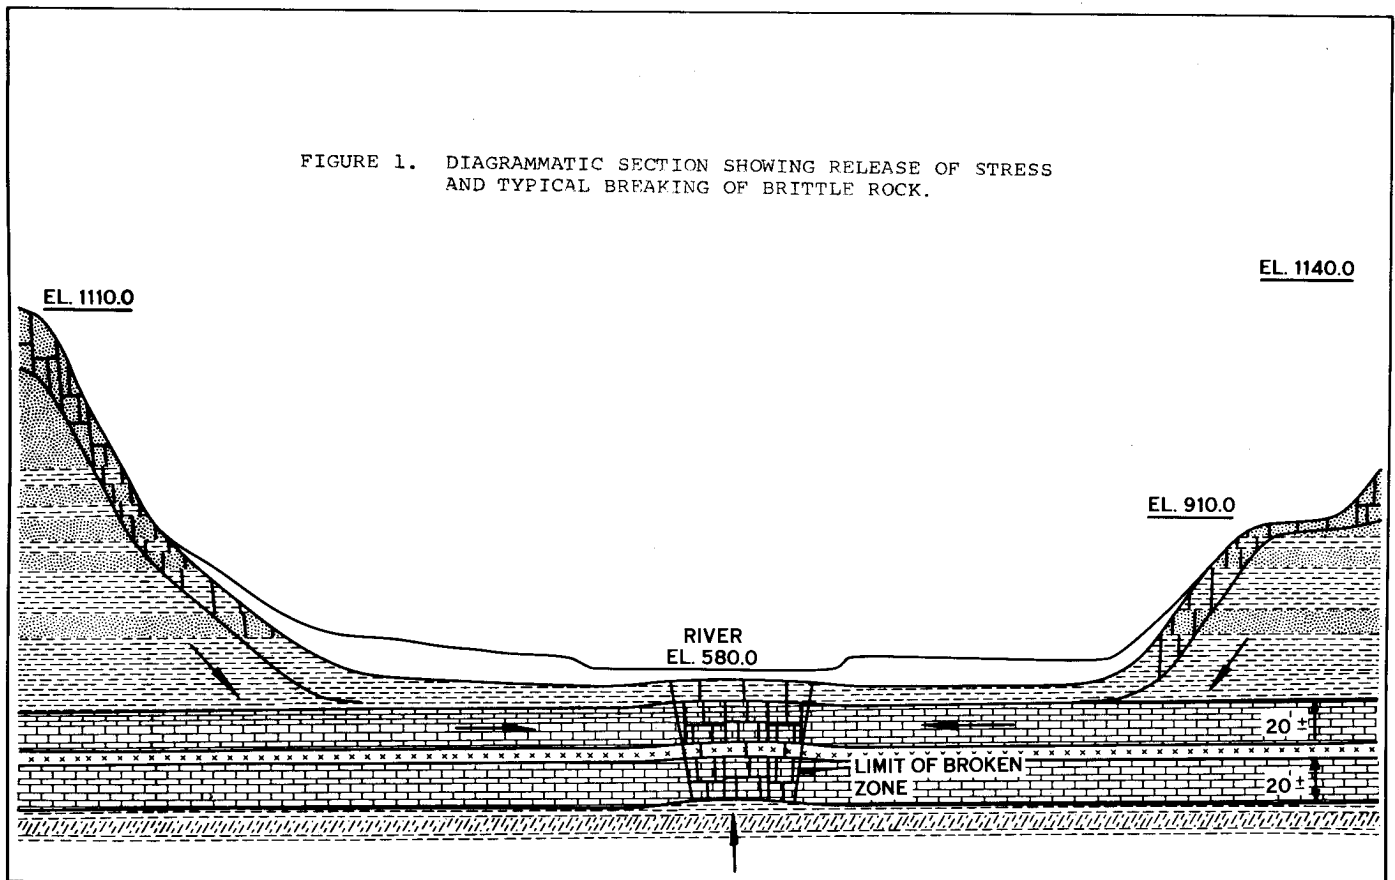 FIGURE 1. DIAGRAMMATIC SECTION SHOWING RELEASE OF STRESS
AND TYPICAL BREAKING OF BRITTLE ROCK.
EL. 1140.0
EL. 1110.0
EL. 910.0
RIVER
EL. 580.0
20' ±
LIMIT OF BROKEN
ZONE
20' ±